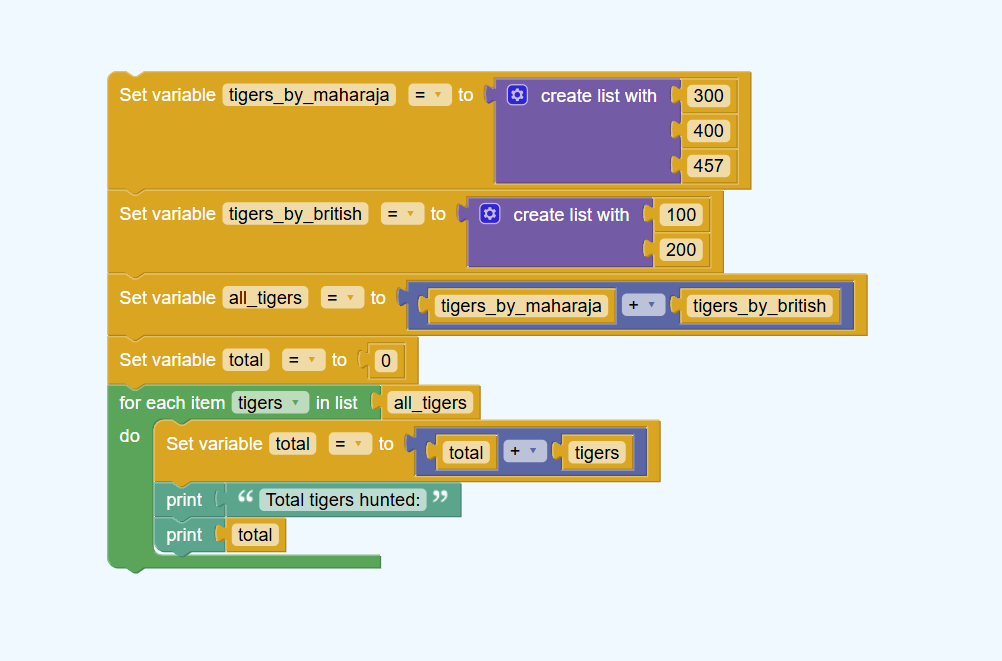 Set variable tigers_by_maharaja = to create list with 300
400
457
Set variable tigers_by_british = to create list with 100
200
Set variable all_tigers = to tigers_by_maharaja + tigers_by_british
Set variable total = to 0
for each item tigers in list all_tigers
do
Set variable total = to total + tigers
print “ Total tigers hunted: ”
print total